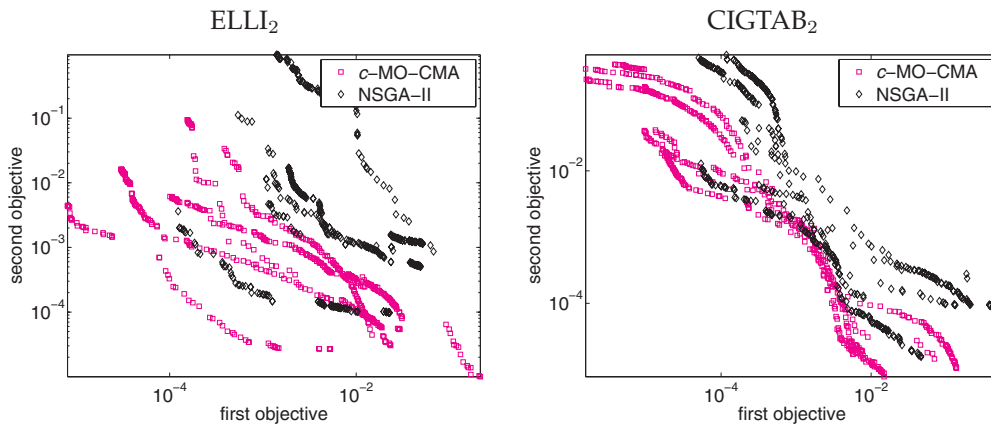 ELLI₂
c-MO-CMA
NSGA-II
10⁻¹
10⁻²
10⁻³
10⁻⁴
second objective
10⁻⁴
10⁻²
first objective
CIGTAB₂
c-MO-CMA
NSGA-II
10⁻²
10⁻⁴
second objective
10⁻⁴
10⁻²
first objective